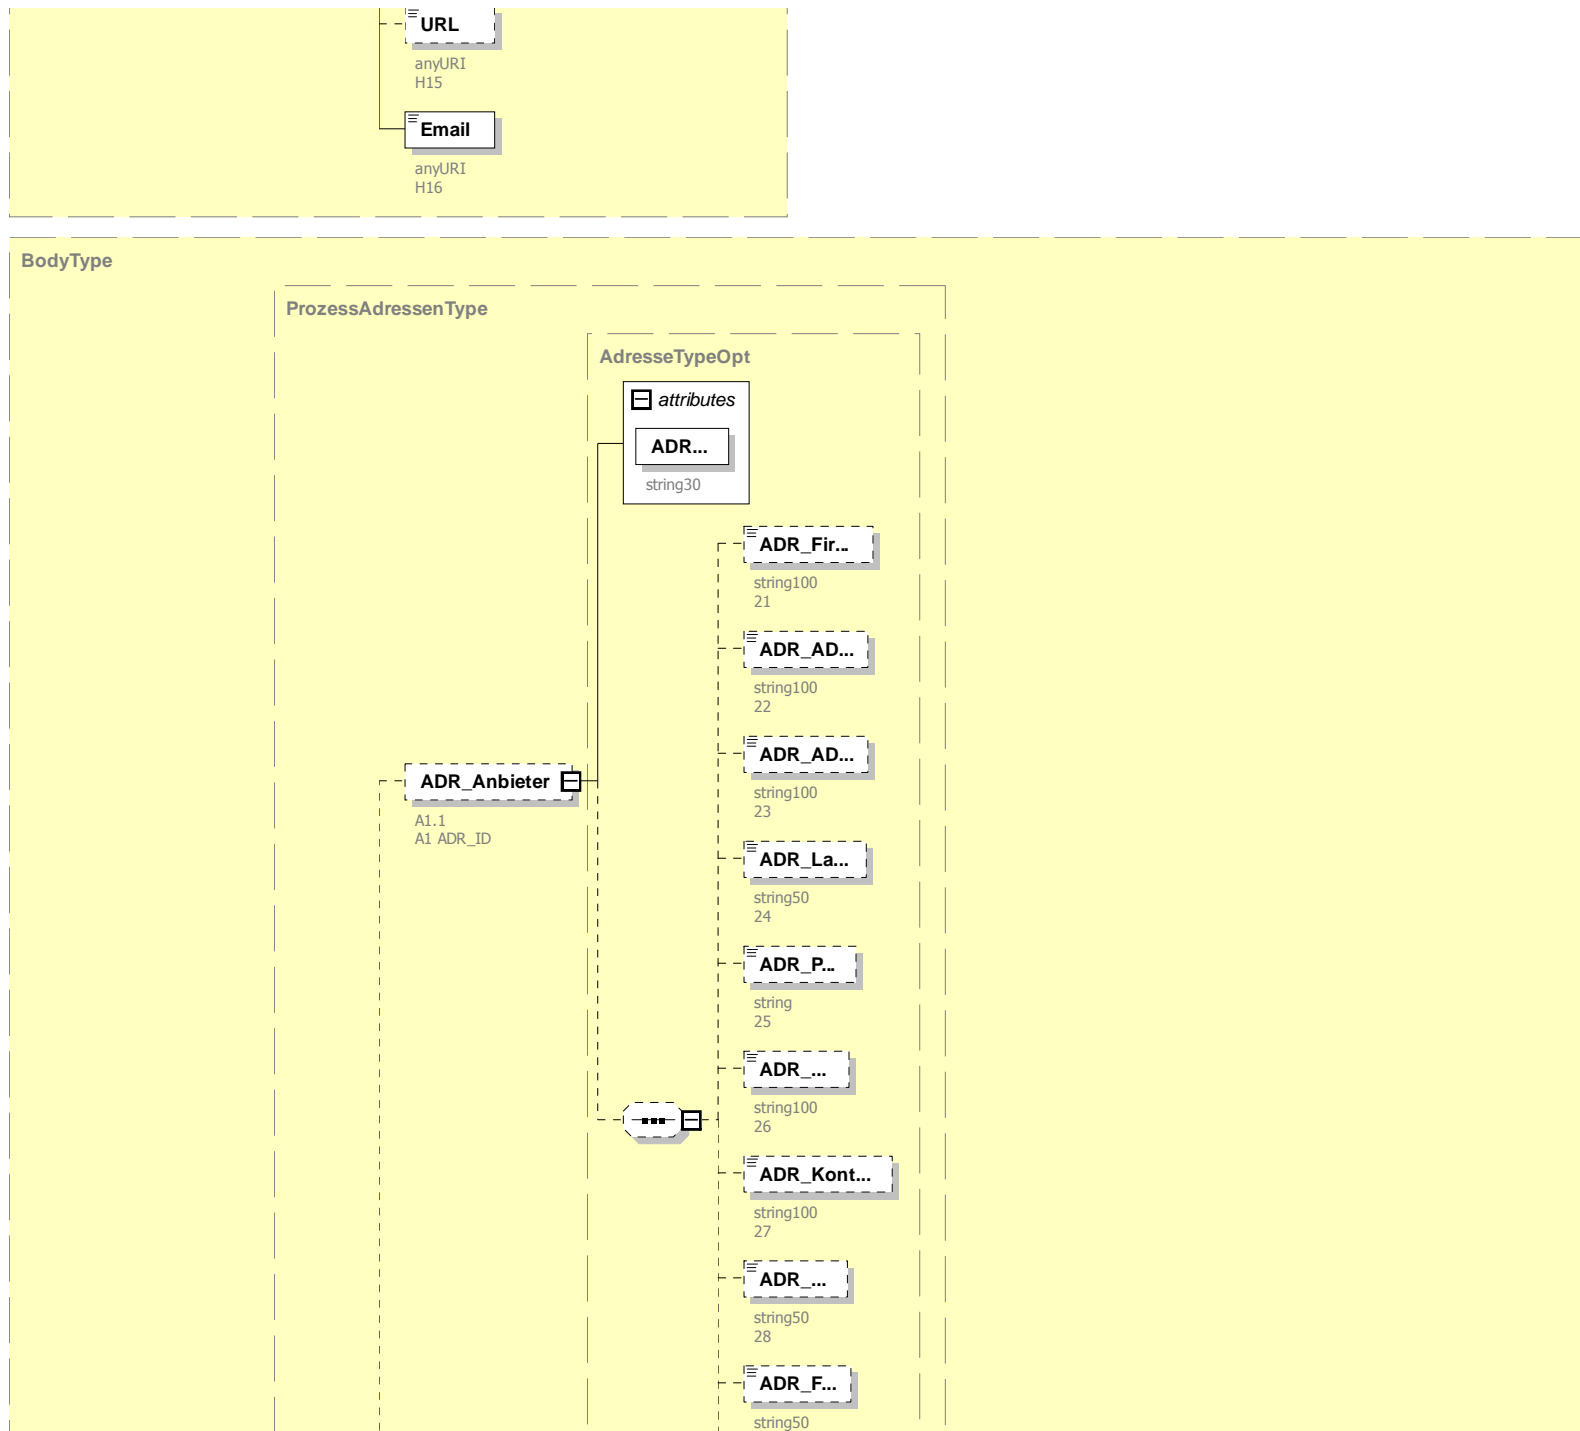 URL
anyURI
H15
Email
anyURI
H16
BodyType
ProzessAdressenType
AdresseTypeOpt
attributes
ADR...
string30
ADR_Fir...
string100
21
ADR_AD...
string100
22
ADR_AD...
string100
23
ADR_Anbieter
A1.1
A1 ADR_ID
ADR_La...
string50
24
ADR_P...
string
25
ADR_...
string100
26
ADR_Kont...
string100
27
ADR_...
string50
28
ADR_F...
string50